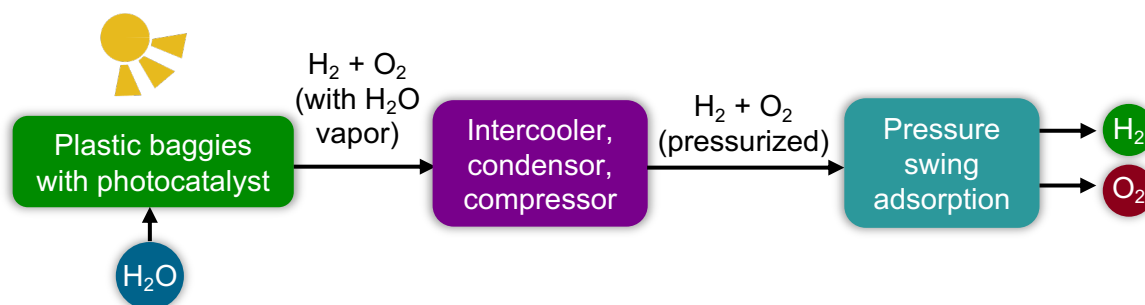 H₂ + O₂
(with H₂O
vapor)
Plastic baggies
with photocatalyst
H₂O
Intercooler,
condensor,
compressor
H₂ + O₂
(pressurized)
Pressure
swing
adsorption
H₂
O₂